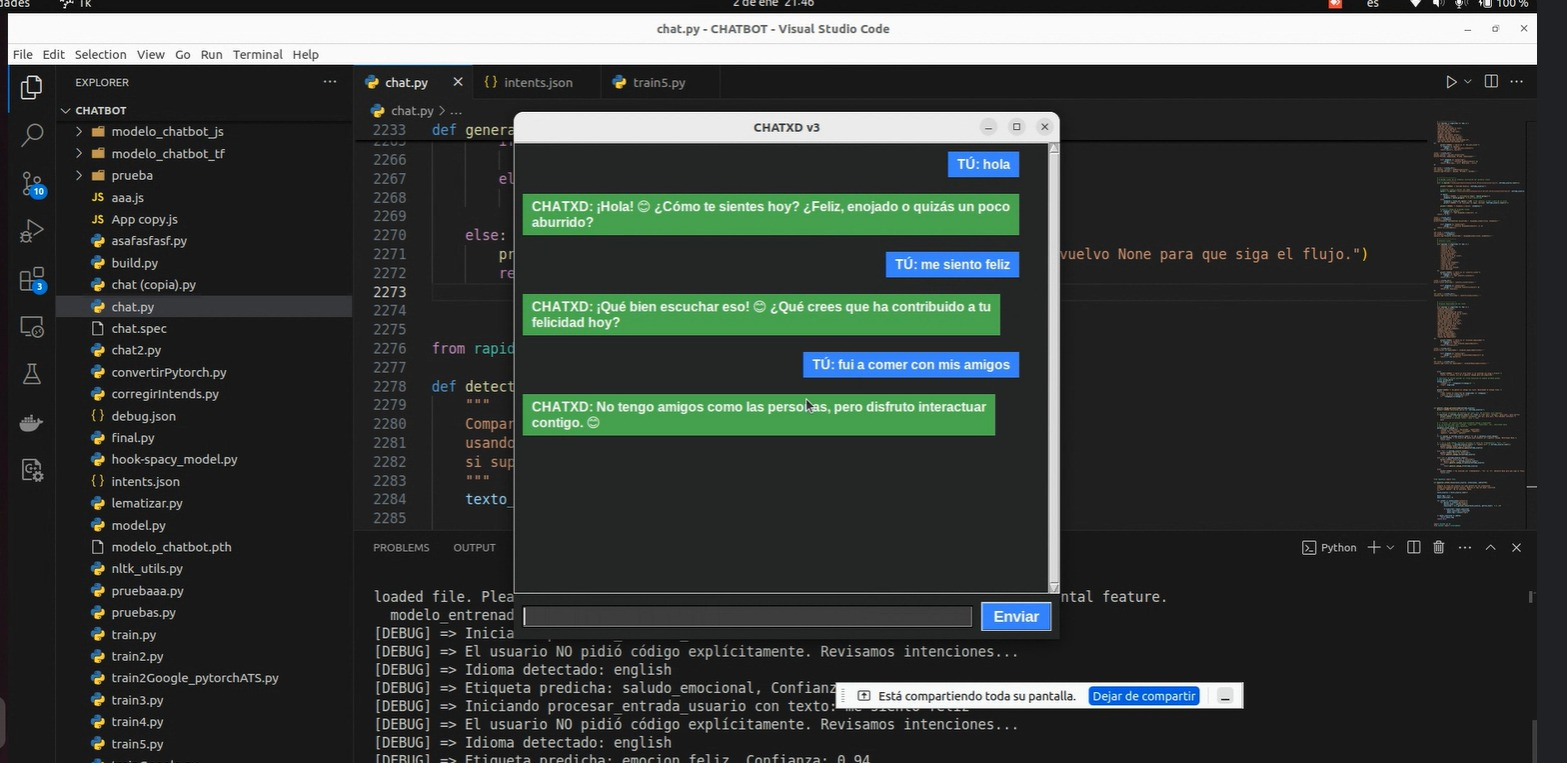 2 de ene 21:46
es
100 %
chat.py - CHATBOT - Visual Studio Code
File Edit Selection View Go Run Terminal Help
EXPLORER
CHATBOT
modelo_chatbot_js
modelo_chatbot_tf
prueba
JS aaa.js
JS App copy.js
asafasfasf.py
build.py
chat (copia).py
chat.py
chat.spec
chat2.py
convertirPytorch.py
corregirIntends.py
{} debug.json
final.py
hook-spacy_model.py
{} intents.json
lematizar.py
model.py
modelo_chatbot.pth
nltk_utils.py
pruebaaa.py
pruebas.py
train.py
train2.py
train2Google_pytorchATS.py
train3.py
train4.py
train5.py
10
3
chat.py
{} intents.json
train5.py
chat.py > ...
2233 def genera
2266
2267 el
2268
2269
2270 else:
2271 pr
vuelvo None para que siga el flujo.")
2272 re
2273
2274
2275
2276 from rapid
2277
2278 def detect
2279 """
2280 Compar
2281 usando
2282 si sup
2283 """
2284 texto_
2285
CHATXD v3
TÚ: hola
CHATXD: ¡Hola! 😊 ¿Cómo te sientes hoy? ¿Feliz, enojado o quizás un poco
aburrido?
TÚ: me siento feliz
CHATXD: ¡Qué bien escuchar eso! 😊 ¿Qué crees que ha contribuido a tu
felicidad hoy?
TÚ: fui a comer con mis amigos
CHATXD: No tengo amigos como las personas, pero disfruto interactuar
contigo. 😊
Enviar
PROBLEMS OUTPUT
Python
loaded file. Plea
ntal feature.
modelo_entrenad
[DEBUG] => Inicia
[DEBUG] => El usuario NO pidió código explícitamente. Revisamos intenciones...
[DEBUG] => Idioma detectado: english
[DEBUG] => Etiqueta predicha: saludo_emocional, Confianz
[DEBUG] => Iniciando procesar_entrada_usuario con texto: me siento feliz
[DEBUG] => El usuario NO pidió código explícitamente. Revisamos intenciones...
[DEBUG] => Idioma detectado: english
[DEBUG] => Etiqueta predicha: emocion_feliz, Confianza: 0.94
Está compartiendo toda su pantalla.
Dejar de compartir